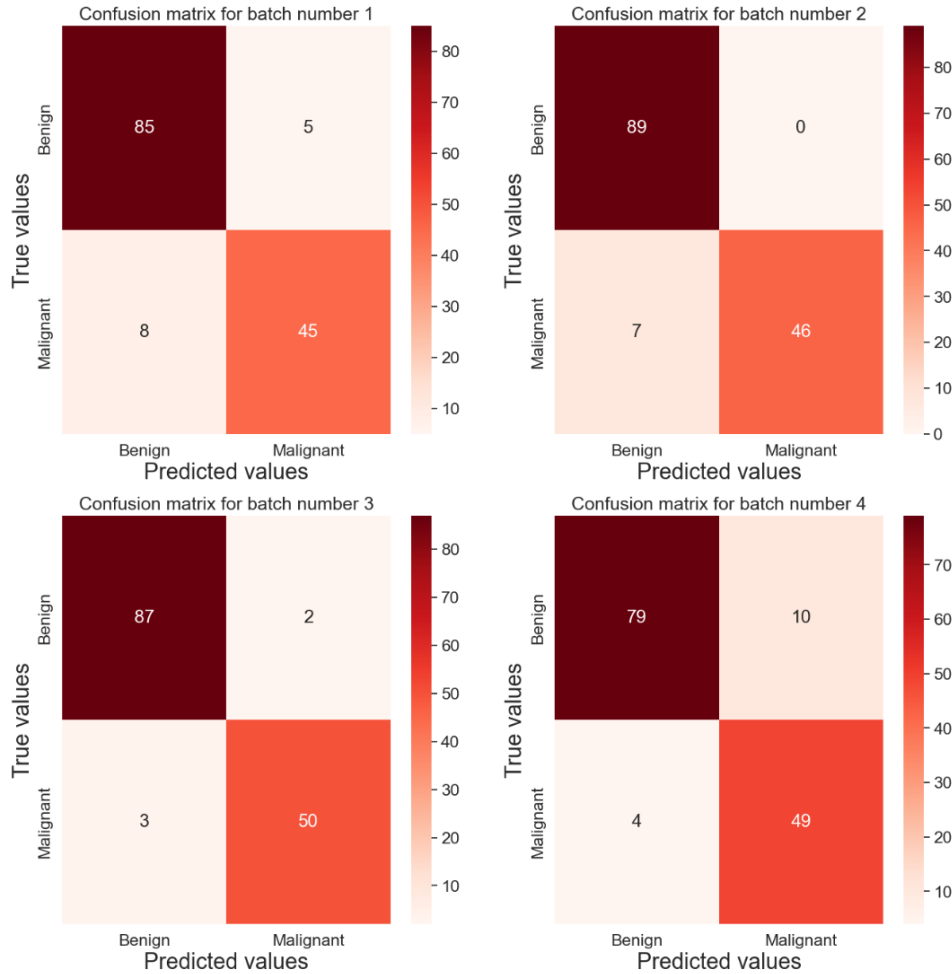 Confusion matrix for batch number 1
True values
Benign
Malignant
85
5
8
45
80
70
60
50
40
30
20
10
Benign
Malignant
Predicted values
Confusion matrix for batch number 2
True values
Benign
Malignant
89
0
7
46
80
70
60
50
40
30
20
10
0
Benign
Malignant
Predicted values
Confusion matrix for batch number 3
True values
Benign
Malignant
87
2
3
50
80
70
60
50
40
30
20
10
Benign
Malignant
Predicted values
Confusion matrix for batch number 4
True values
Benign
Malignant
79
10
4
49
70
60
50
40
30
20
10
Benign
Malignant
Predicted values